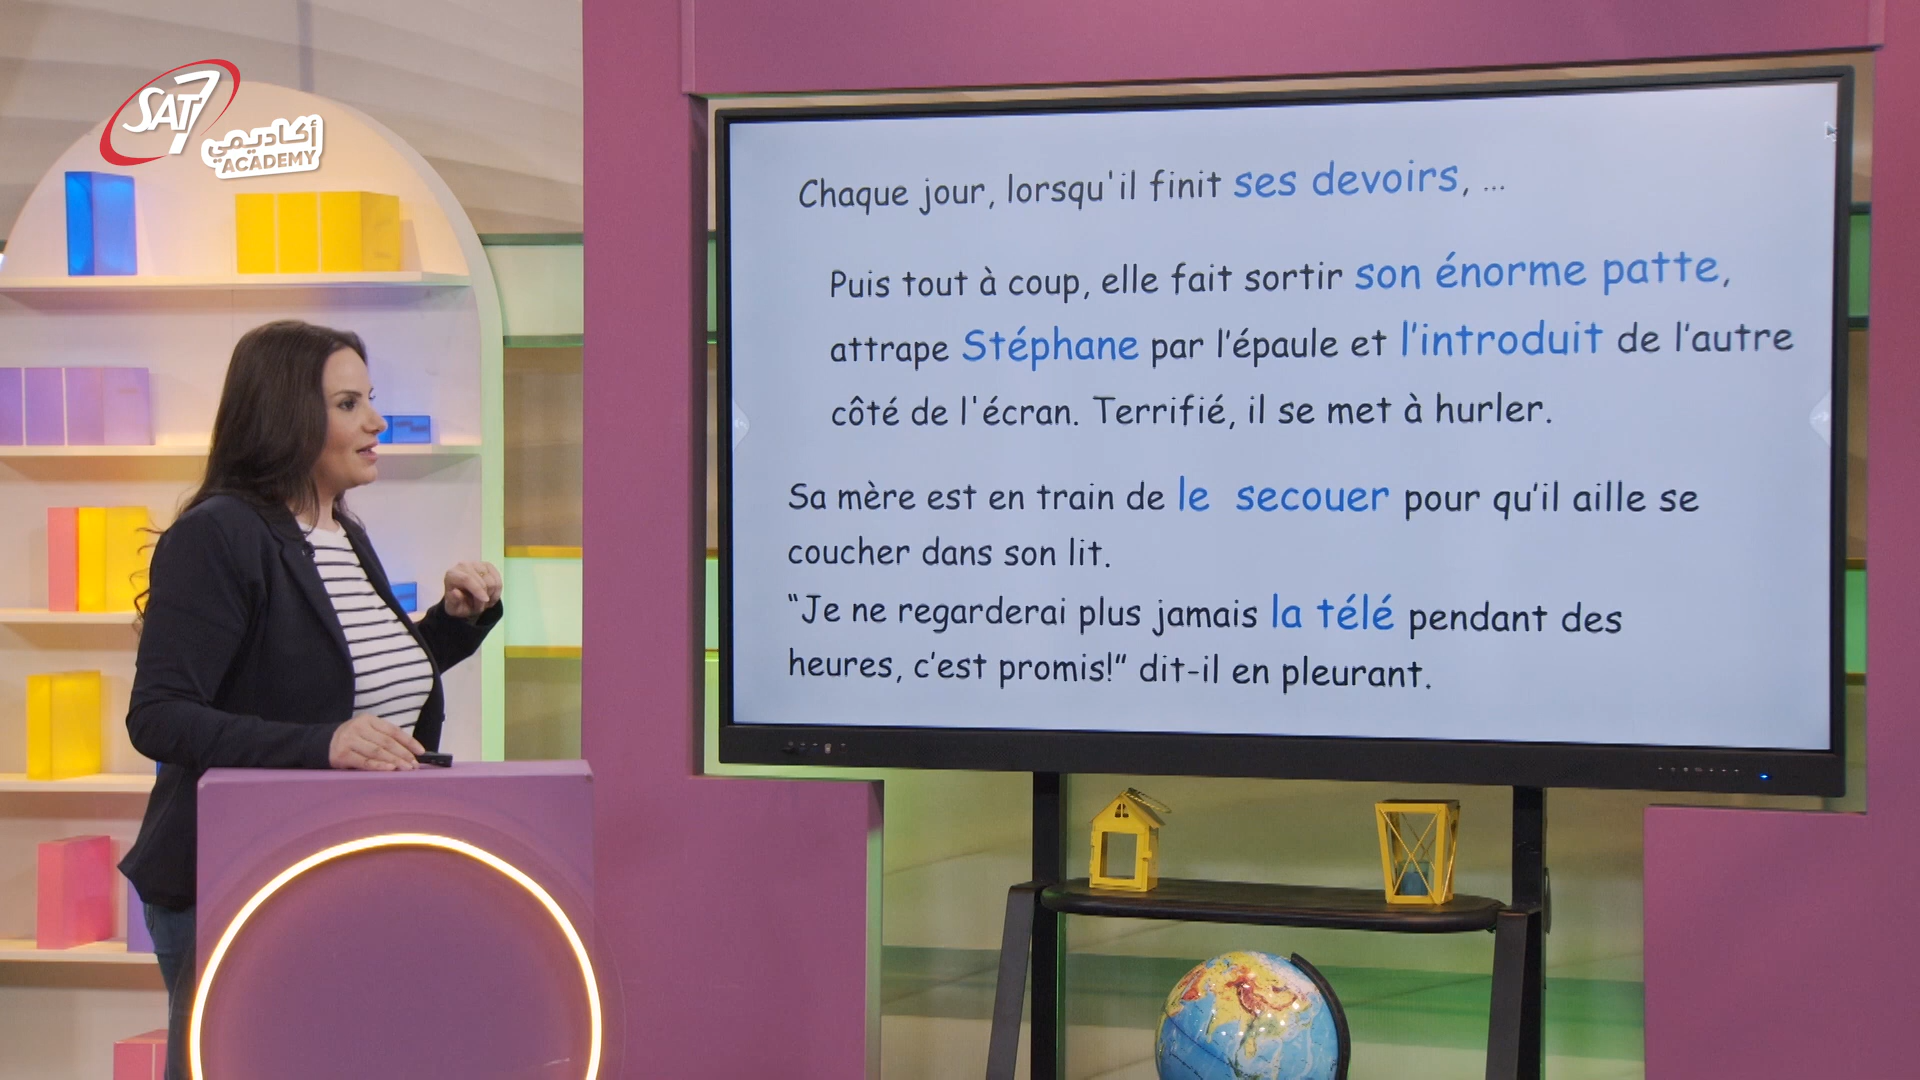 SAT7
أكاديمي
ACADEMY
Chaque jour, lorsqu'il finit ses devoirs, ...
Puis tout à coup, elle fait sortir son énorme patte,
attrape Stéphane par l'épaule et l'introduit de l'autre
côté de l'écran. Terrifié, il se met à hurler.
Sa mère est en train de le secouer pour qu'il aille se
coucher dans son lit.
"Je ne regarderai plus jamais la télé pendant des
heures, c'est promis!" dit-il en pleurant.